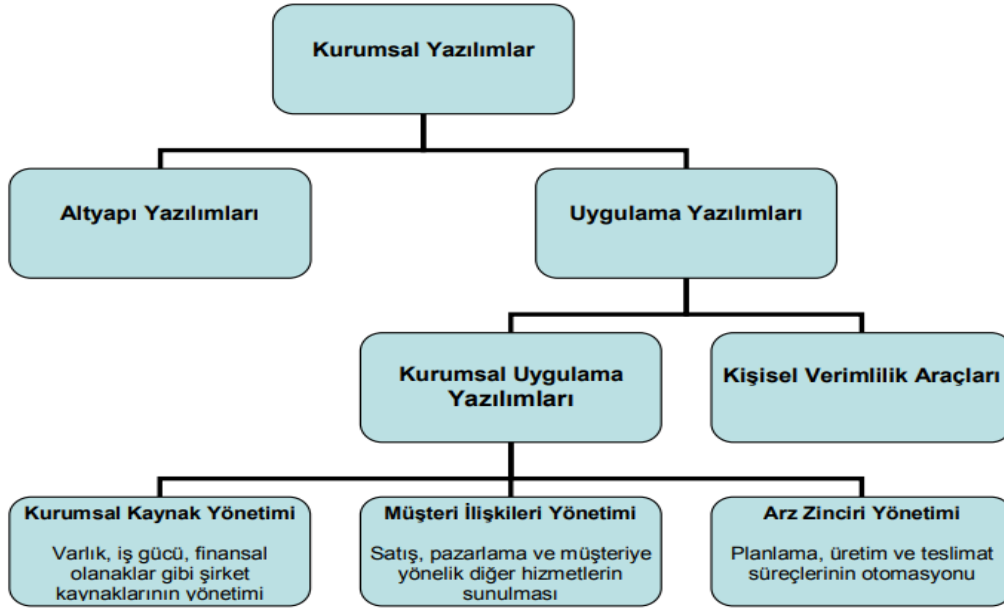 Kurumsal Yazılımlar
Altyapı Yazılımları
Uygulama Yazılımları
Kurumsal Uygulama
Yazılımları
Kişisel Verimlilik Araçları
Kurumsal Kaynak Yönetimi
Varlık, iş gücü, finansal
olanaklar gibi şirket
kaynaklarının yönetimi
Müşteri İlişkileri Yönetimi
Satış, pazarlama ve müşteriye
yönelik diğer hizmetlerin
sunulması
Arz Zinciri Yönetimi
Planlama, üretim ve teslimat
süreçlerinin otomasyonu